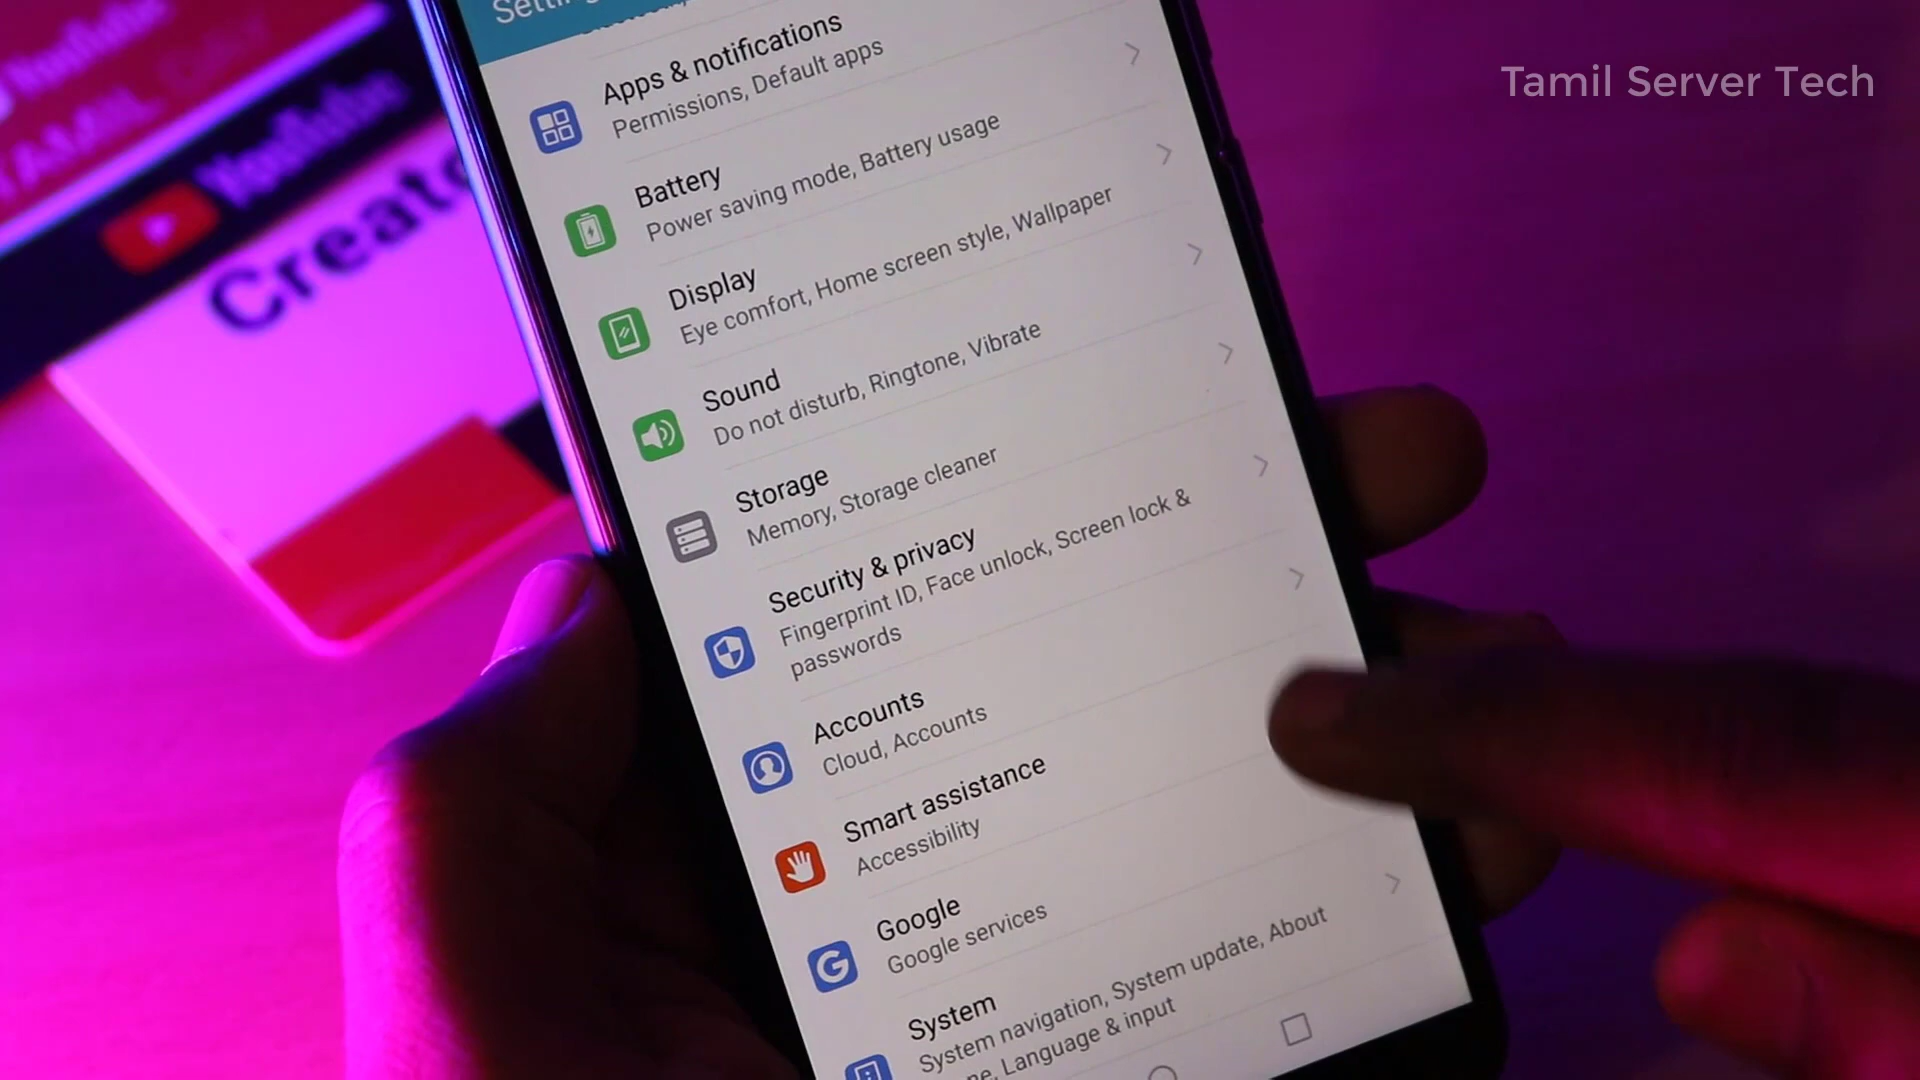 Tamil Server Tech
YouTube
TAMIL
YouTube
Create
Apps & notifications
Permissions, Default apps
Battery
Power saving mode, Battery usage
Display
Eye comfort, Home screen style, Wallpaper
Sound
Do not disturb, Ringtone, Vibrate
Storage
Memory, Storage cleaner
Security & privacy
Fingerprint ID, Face unlock, Screen lock &
passwords
Accounts
Cloud, Accounts
Smart assistance
Accessibility
Google
Google services
System
System navigation, System update, About
Language & input